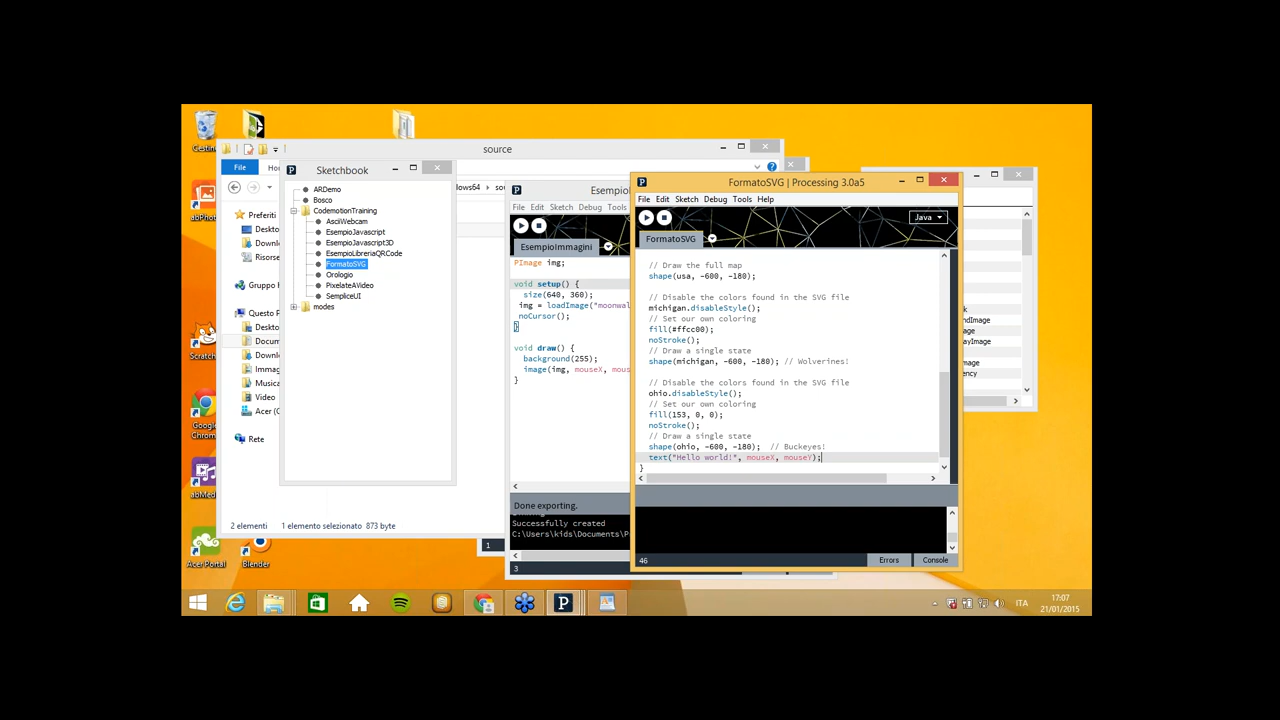 Cestino
source
File
Sketchbook
ARDemo
Bosco
CodemotionTraining
AsciiWebcam
EsempioJavascript
EsempioJavascript3D
EsempioLibreriaQRCode
FormatoSVG
Orologio
PixelateAVideo
SempliceUI
modes
Preferiti
Gruppo
Rete
2 elementi 1 elemento selezionato 873 byte
Scratch
Google
Chrome
Acer Portal
Blender
File Edit Sketch Debug Tools
EsempioImmagini
PImage img;
void setup() {
size(640, 360);
img = loadImage("moonwal
noCursor();
}
void draw() {
background(255);
image(img, mouseX, mous
}
Done exporting.
Successfully created
C:\Users\kids\Documents\P
3
1
FormatoSVG | Processing 3.0a5
File Edit Sketch Debug Tools Help
Java
FormatoSVG
// Draw the full map
shape(usa, -600, -180);
// Disable the colors found in the SVG file
michigan.disableStyle();
// Set our own coloring
fill(#ffcc00);
noStroke();
// Draw a single state
shape(michigan, -600, -180); // Wolverines!
// Disable the colors found in the SVG file
ohio.disableStyle();
// Set our own coloring
fill(153, 0, 0);
noStroke();
// Draw a single state
shape(ohio, -600, -180); // Buckeyes!
text("Hello world!", mouseX, mouseY);
}
46
Errors Console
ITA
17:07
21/01/2015